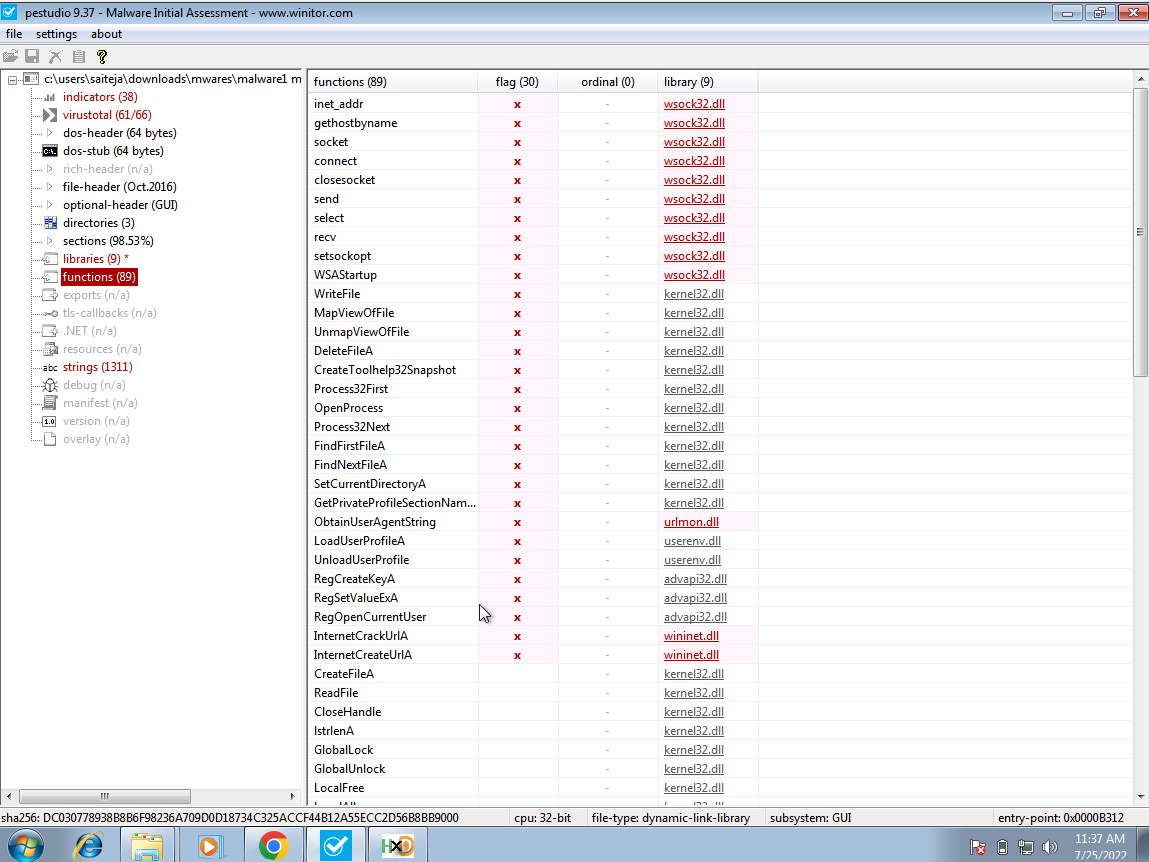 pestudio 9.37 - Malware Initial Assessment - www.winitor.com
file settings about
c:\users\saiteja\downloads\mwares\malware1 m
indicators (38)
virustotal (61/66)
dos-header (64 bytes)
dos-stub (64 bytes)
rich-header (n/a)
file-header (Oct.2016)
optional-header (GUI)
directories (3)
sections (98.53%)
libraries (9) *
functions (89)
exports (n/a)
tls-callbacks (n/a)
.NET (n/a)
resources (n/a)
abc strings (1311)
debug (n/a)
manifest (n/a)
1.0 version (n/a)
overlay (n/a)
functions (89) flag (30) ordinal (0) library (9)
inet_addr x - wsock32.dll
gethostbyname x - wsock32.dll
socket x - wsock32.dll
connect x - wsock32.dll
closesocket x - wsock32.dll
send x - wsock32.dll
select x - wsock32.dll
recv x - wsock32.dll
setsockopt x - wsock32.dll
WSAStartup x - wsock32.dll
WriteFile x - kernel32.dll
MapViewOfFile x - kernel32.dll
UnmapViewOfFile x - kernel32.dll
DeleteFileA x - kernel32.dll
CreateToolhelp32Snapshot x - kernel32.dll
Process32First x - kernel32.dll
OpenProcess x - kernel32.dll
Process32Next x - kernel32.dll
FindFirstFileA x - kernel32.dll
FindNextFileA x - kernel32.dll
SetCurrentDirectoryA x - kernel32.dll
GetPrivateProfileSectionNam... x - kernel32.dll
ObtainUserAgentString x - urlmon.dll
LoadUserProfileA x - userenv.dll
UnloadUserProfile x - userenv.dll
RegCreateKeyA x - advapi32.dll
RegSetValueExA x - advapi32.dll
RegOpenCurrentUser x - advapi32.dll
InternetCrackUrlA x - wininet.dll
InternetCreateUrlA x - wininet.dll
CreateFileA - kernel32.dll
ReadFile - kernel32.dll
CloseHandle - kernel32.dll
lstrlenA - kernel32.dll
GlobalLock - kernel32.dll
GlobalUnlock - kernel32.dll
LocalFree - kernel32.dll
sha256: DC030778938B8B6F98236A709D0D18734C325ACCF44B12A55ECC2D56B8BB9000 cpu: 32-bit file-type: dynamic-link-library subsystem: GUI entry-point: 0x0000B312
HXD
11:37 AM
7/25/2022